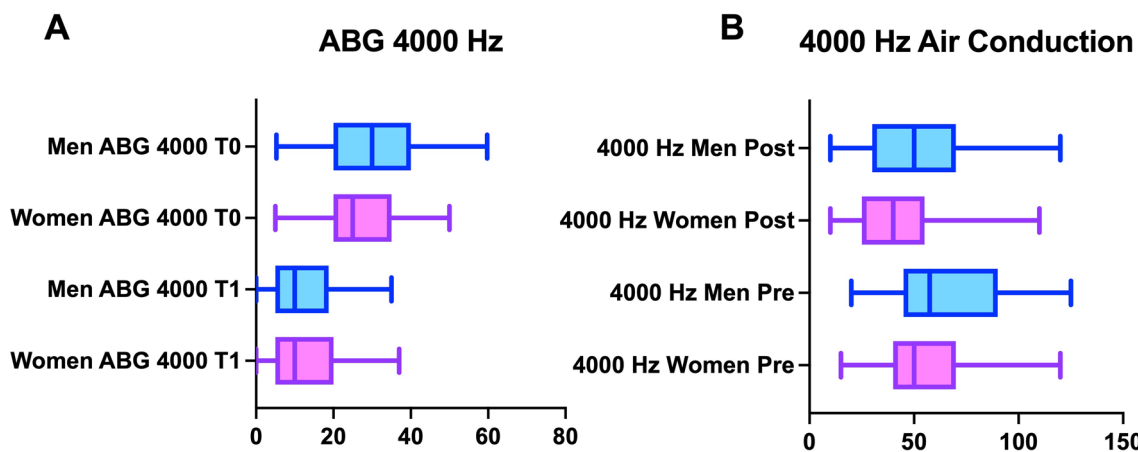 A
ABG 4000 Hz
Men ABG 4000 T0
Women ABG 4000 T0
Men ABG 4000 T1
Women ABG 4000 T1
0 20 40 60 80
B
4000 Hz Air Conduction
4000 Hz Men Post
4000 Hz Women Post
4000 Hz Men Pre
4000 Hz Women Pre
0 50 100 150